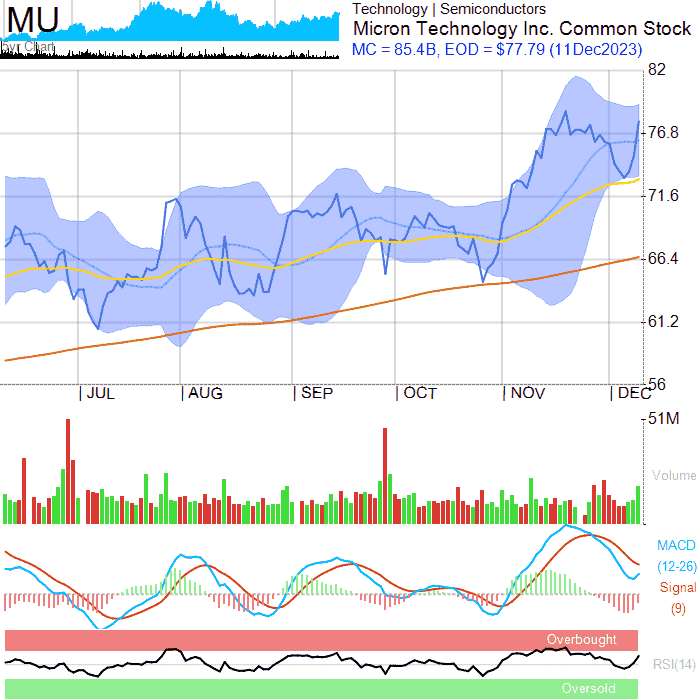 MU
Technology | Semiconductors
Micron Technology Inc. Common Stock
MC = 85.4B, EOD = $77.79 (11Dec2023)
82
76.8
71.6
66.4
61.2
56
| JUL | AUG | SEP | OCT | NOV | DEC
51M
Volume
MACD
(12-26)
Signal
(9)
Overbought
RSI(14)
Oversold